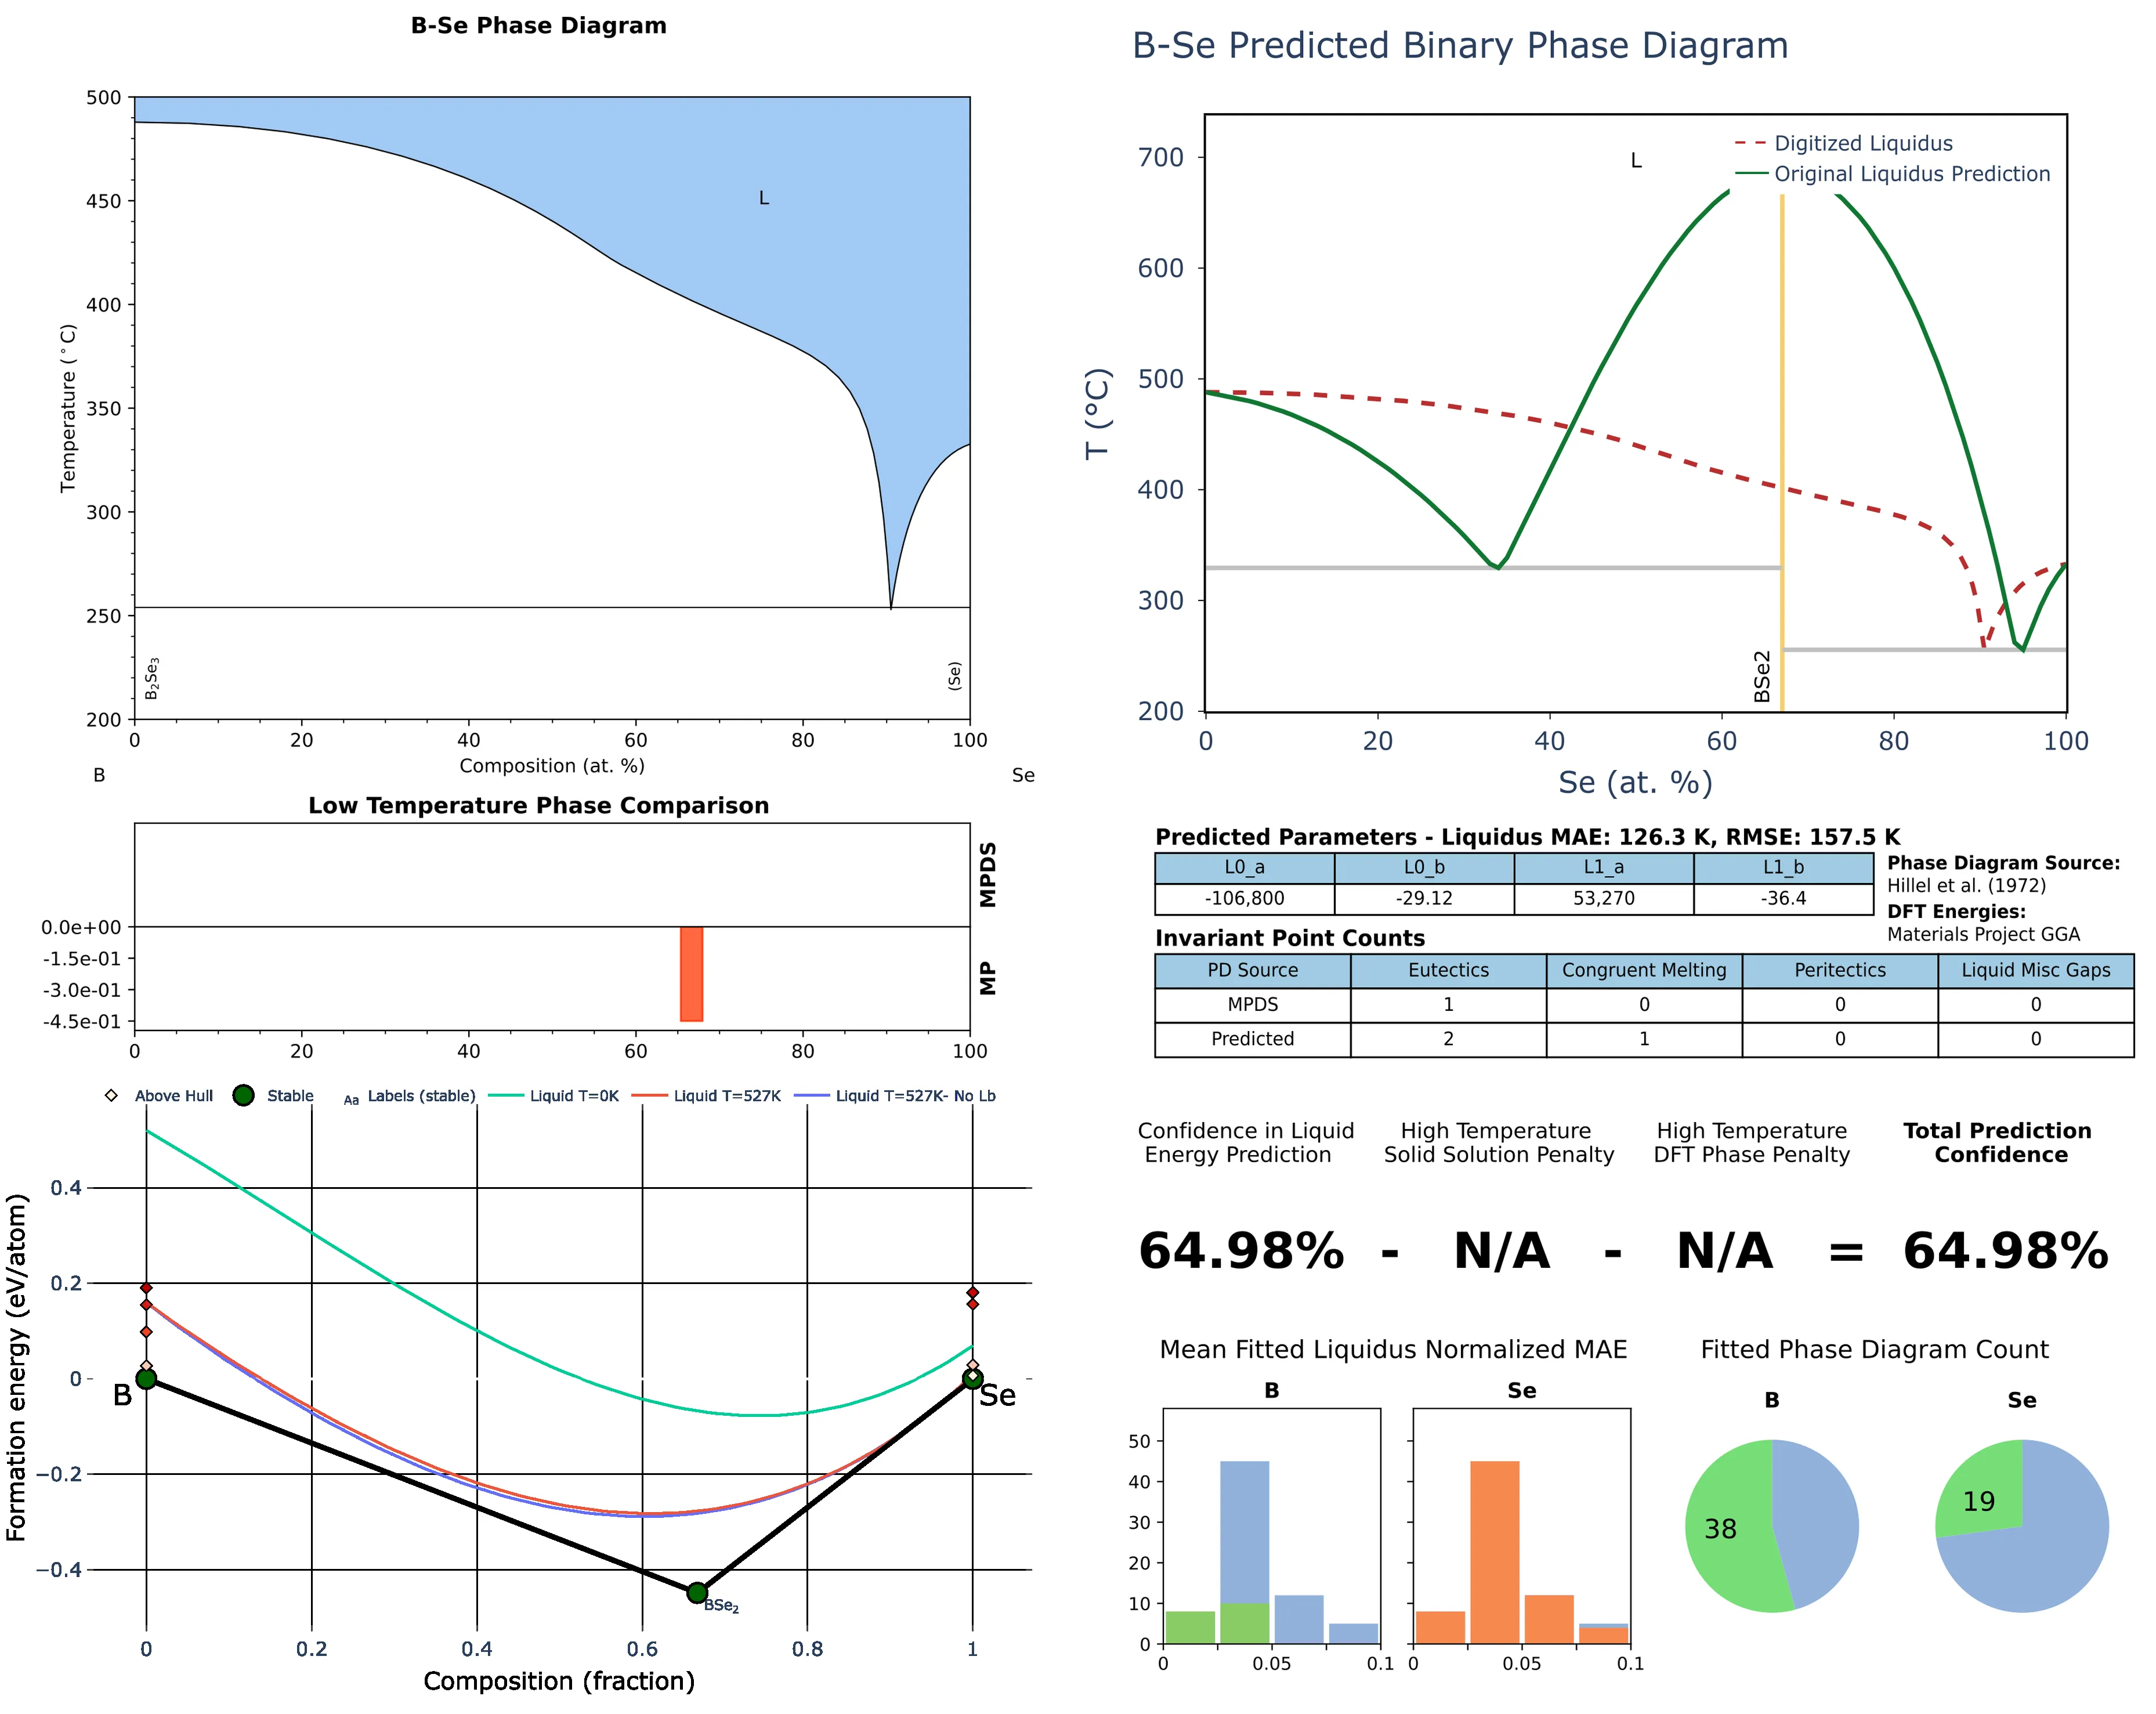 B-Se Phase Diagram
500
450
400
350
300
250
200
Temperature (°C)
L
B₂Se₃
(Se)
0 20 40 60 80 100
Composition (at. %)
B
Se
Low Temperature Phase Comparison
MPDS
MP
0.0e+00
-1.5e-01
-3.0e-01
-4.5e-01
0 20 40 60 80 100
Above Hull
Stable
Aa Labels (stable)
Liquid T=0K
Liquid T=527K
Liquid T=527K- No Lb
Formation energy (eV/atom)
0.4
0.2
0
−0.2
−0.4
B
Se
BSe₂
0 0.2 0.4 0.6 0.8 1
Composition (fraction)
B-Se Predicted Binary Phase Diagram
Digitized Liquidus
Original Liquidus Prediction
L
700
600
500
400
300
200
T (°C)
BSe2
0 20 40 60 80 100
Se (at. %)
Predicted Parameters - Liquidus MAE: 126.3 K, RMSE: 157.5 K
L0_a L0_b L1_a L1_b
-106,800 -29.12 53,270 -36.4
Phase Diagram Source:
Hillel et al. (1972)
DFT Energies:
Materials Project GGA
Invariant Point Counts
PD Source Eutectics Congruent Melting Peritectics Liquid Misc Gaps
MPDS 1 0 0 0
Predicted 2 1 0 0
Confidence in Liquid
Energy Prediction
High Temperature
Solid Solution Penalty
High Temperature
DFT Phase Penalty
Total Prediction
Confidence
64.98% - N/A - N/A = 64.98%
Mean Fitted Liquidus Normalized MAE
B
Se
50
40
30
20
10
0
0 0.05 0.1
0 0.05 0.1
Fitted Phase Diagram Count
B
Se
38
19